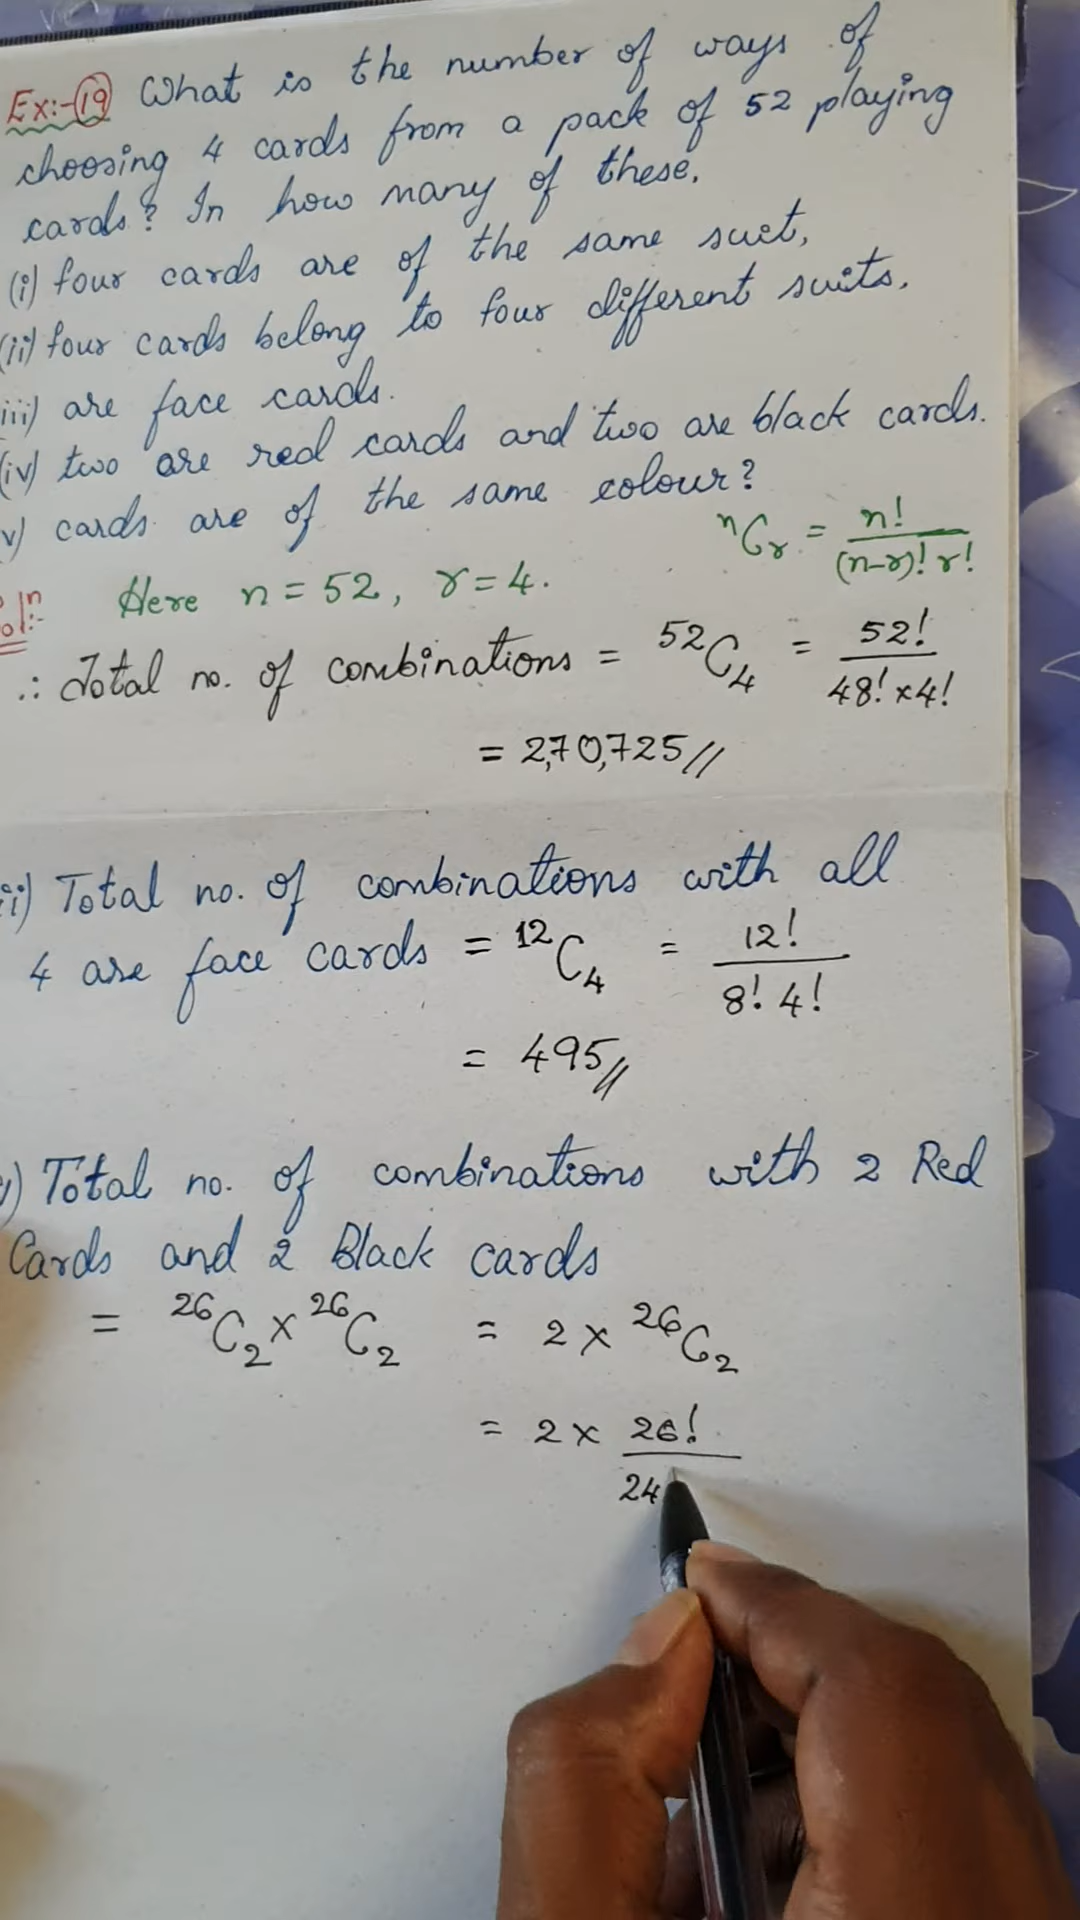 Ex:-(19) What is the number of ways of
choosing 4 cards from a pack of 52 playing
cards? In how many of these.
(i) four cards are of the same suit,
(ii) four cards belong to four different suits.
iii) are face cards.
(iv) two are red cards and two are black cards.
v) cards are of the same colour?
nCr = n! / (n-r)! r!
Soln:- Here n = 52, r = 4.
∴ Total no. of combinations = 52C4 = 52! / 48! x 4!
= 2,70,725//
ii) Total no. of combinations with all
4 are face cards = 12C4 = 12! / 8! 4!
= 495//
) Total no. of combinations with 2 Red
Cards and 2 Black cards
= 26C2 x 26C2 = 2 x 26C2
= 2 x 26! / 24